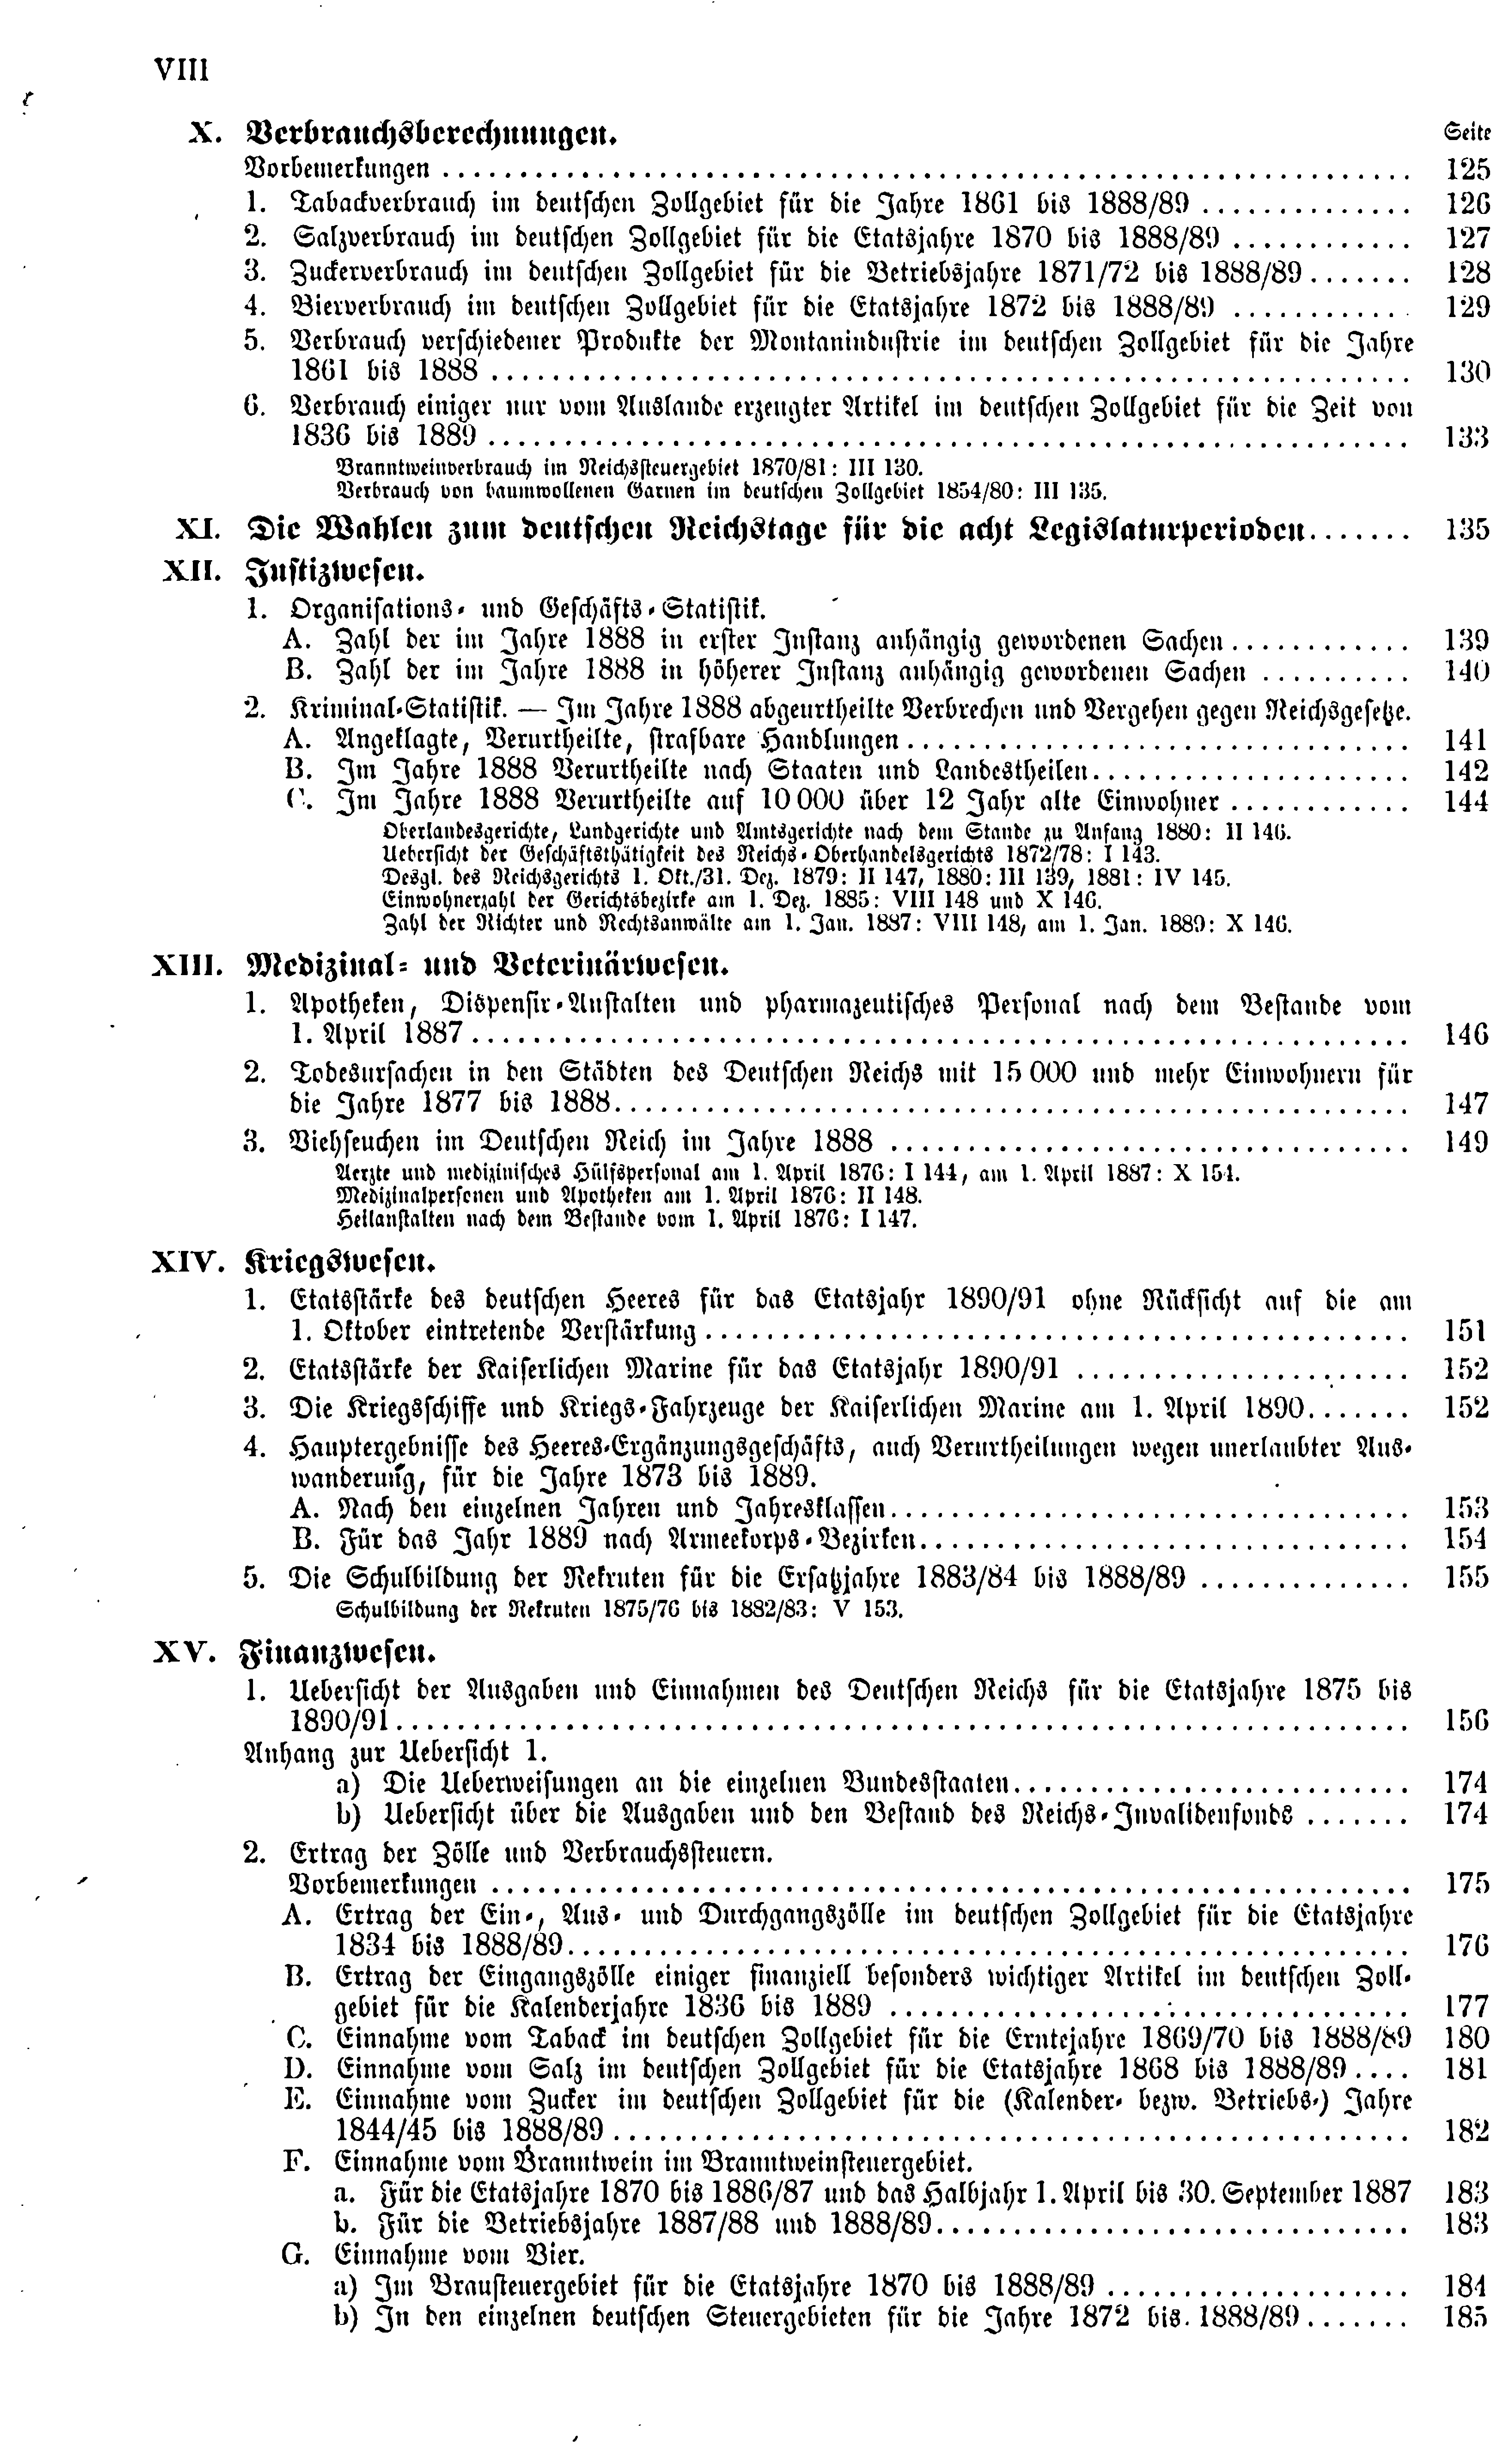 VIII
X. Verbrauchsberechnungen. Seite
Vorbemerkungen ........ 125
1. Tabackverbrauch im deutschen Zollgebiet für die Jahre 1861 bis 1888/89 ........ 126
2. Salzverbrauch im deutschen Zollgebiet für die Etatsjahre 1870 bis 1888/89 ........ 127
3. Zuckerverbrauch im deutschen Zollgebiet für die Betriebsjahre 1871/72 bis 1888/89 ....... 128
4. Bierverbrauch im deutschen Zollgebiet für die Etatsjahre 1872 bis 1888/89 ........ 129
5. Verbrauch verschiedener Produkte der Montanindustrie im deutschen Zollgebiet für die Jahre
1861 bis 1888 ........ 130
6. Verbrauch einiger nur vom Auslande erzeugter Artikel im deutschen Zollgebiet für die Zeit von
1836 bis 1889 ........ 133
Branntweinverbrauch im Reichssteuergebiet 1870/81: III 130.
Verbrauch von baumwollenen Garnen im deutschen Zollgebiet 1854/80: III 135.
XI. Die Wahlen zum deutschen Reichstage für die acht Legislaturperioden ....... 135
XII. Justizwesen.
1. Organisations- und Geschäfts-Statistik.
A. Zahl der im Jahre 1888 in erster Instanz anhängig gewordenen Sachen ........ 139
B. Zahl der im Jahre 1888 in höherer Instanz anhängig gewordenen Sachen ........ 140
2. Kriminal-Statistik. — Im Jahre 1888 abgeurtheilte Verbrechen und Vergehen gegen Reichsgesetze.
A. Angeklagte, Verurtheilte, strafbare Handlungen ........ 141
B. Im Jahre 1888 Verurtheilte nach Staaten und Landestheilen ........ 142
C. Im Jahre 1888 Verurtheilte auf 10 000 über 12 Jahr alte Einwohner ........ 144
Oberlandesgerichte, Landgerichte und Amtsgerichte nach dem Stande zu Anfang 1880: II 146.
Uebersicht der Geschäftsthätigkeit des Reichs-Oberhandelsgerichts 1872/78: I 143.
Desgl. des Reichsgerichts 1. Okt./31. Dez. 1879: II 147, 1880: III 139, 1881: IV 145.
Einwohnerzahl der Gerichtsbezirke am 1. Dez. 1885: VIII 148 und X 146.
Zahl der Richter und Rechtsanwälte am 1. Jan. 1887: VIII 148, am 1. Jan. 1889: X 146.
XIII. Medizinal- und Veterinärwesen.
1. Apotheken, Dispensir-Anstalten und pharmazeutisches Personal nach dem Bestande vom
1. April 1887 ........ 146
2. Todesursachen in den Städten des Deutschen Reichs mit 15 000 und mehr Einwohnern für
die Jahre 1877 bis 1888 ........ 147
3. Viehseuchen im Deutschen Reich im Jahre 1888 ........ 149
Aerzte und medizinisches Hülfspersonal am 1. April 1876: I 144, am 1. April 1887: X 154.
Medizinalpersonen und Apotheken am 1. April 1876: II 148.
Heilanstalten nach dem Bestande vom 1. April 1876: I 147.
XIV. Kriegswesen.
1. Etatsstärke des deutschen Heeres für das Etatsjahr 1890/91 ohne Rücksicht auf die am
1. Oktober eintretende Verstärkung ........ 151
2. Etatsstärke der Kaiserlichen Marine für das Etatsjahr 1890/91 ........ 152
3. Die Kriegsschiffe und Kriegs-Fahrzeuge der Kaiserlichen Marine am 1. April 1890 ....... 152
4. Hauptergebnisse des Heeres-Ergänzungsgeschäfts, auch Verurtheilungen wegen unerlaubter Aus-
wanderung, für die Jahre 1873 bis 1889.
A. Nach den einzelnen Jahren und Jahresklassen ........ 153
B. Für das Jahr 1889 nach Armeekorps-Bezirken ........ 154
5. Die Schulbildung der Rekruten für die Ersatzjahre 1883/84 bis 1888/89 ........ 155
Schulbildung der Rekruten 1875/76 bis 1882/83: V 153.
XV. Finanzwesen.
1. Uebersicht der Ausgaben und Einnahmen des Deutschen Reichs für die Etatsjahre 1875 bis
1890/91 ........ 156
Anhang zur Uebersicht 1.
a) Die Ueberweisungen an die einzelnen Bundesstaaten ........ 174
b) Uebersicht über die Ausgaben und den Bestand des Reichs-Invalidenfonds ....... 174
2. Ertrag der Zölle und Verbrauchssteuern.
Vorbemerkungen ........ 175
A. Ertrag der Ein-, Aus- und Durchgangszölle im deutschen Zollgebiet für die Etatsjahre
1834 bis 1888/89 ........ 176
B. Ertrag der Eingangszölle einiger finanziell besonders wichtiger Artikel im deutschen Zoll-
gebiet für die Kalenderjahre 1836 bis 1889 ........ 177
C. Einnahme vom Taback im deutschen Zollgebiet für die Erntejahre 1869/70 bis 1888/89 180
D. Einnahme vom Salz im deutschen Zollgebiet für die Etatsjahre 1868 bis 1888/89 .... 181
E. Einnahme vom Zucker im deutschen Zollgebiet für die (Kalender- bezw. Betriebs-) Jahre
1844/45 bis 1888/89 ........ 182
F. Einnahme vom Branntwein im Branntweinsteuergebiet.
a. Für die Etatsjahre 1870 bis 1886/87 und das Halbjahr 1. April bis 30. September 1887 183
b. Für die Betriebsjahre 1887/88 und 1888/89 ........ 183
G. Einnahme vom Bier.
a) Im Brausteuergebiet für die Etatsjahre 1870 bis 1888/89 ........ 184
b) In den einzelnen deutschen Steuergebieten für die Jahre 1872 bis 1888/89 ....... 185